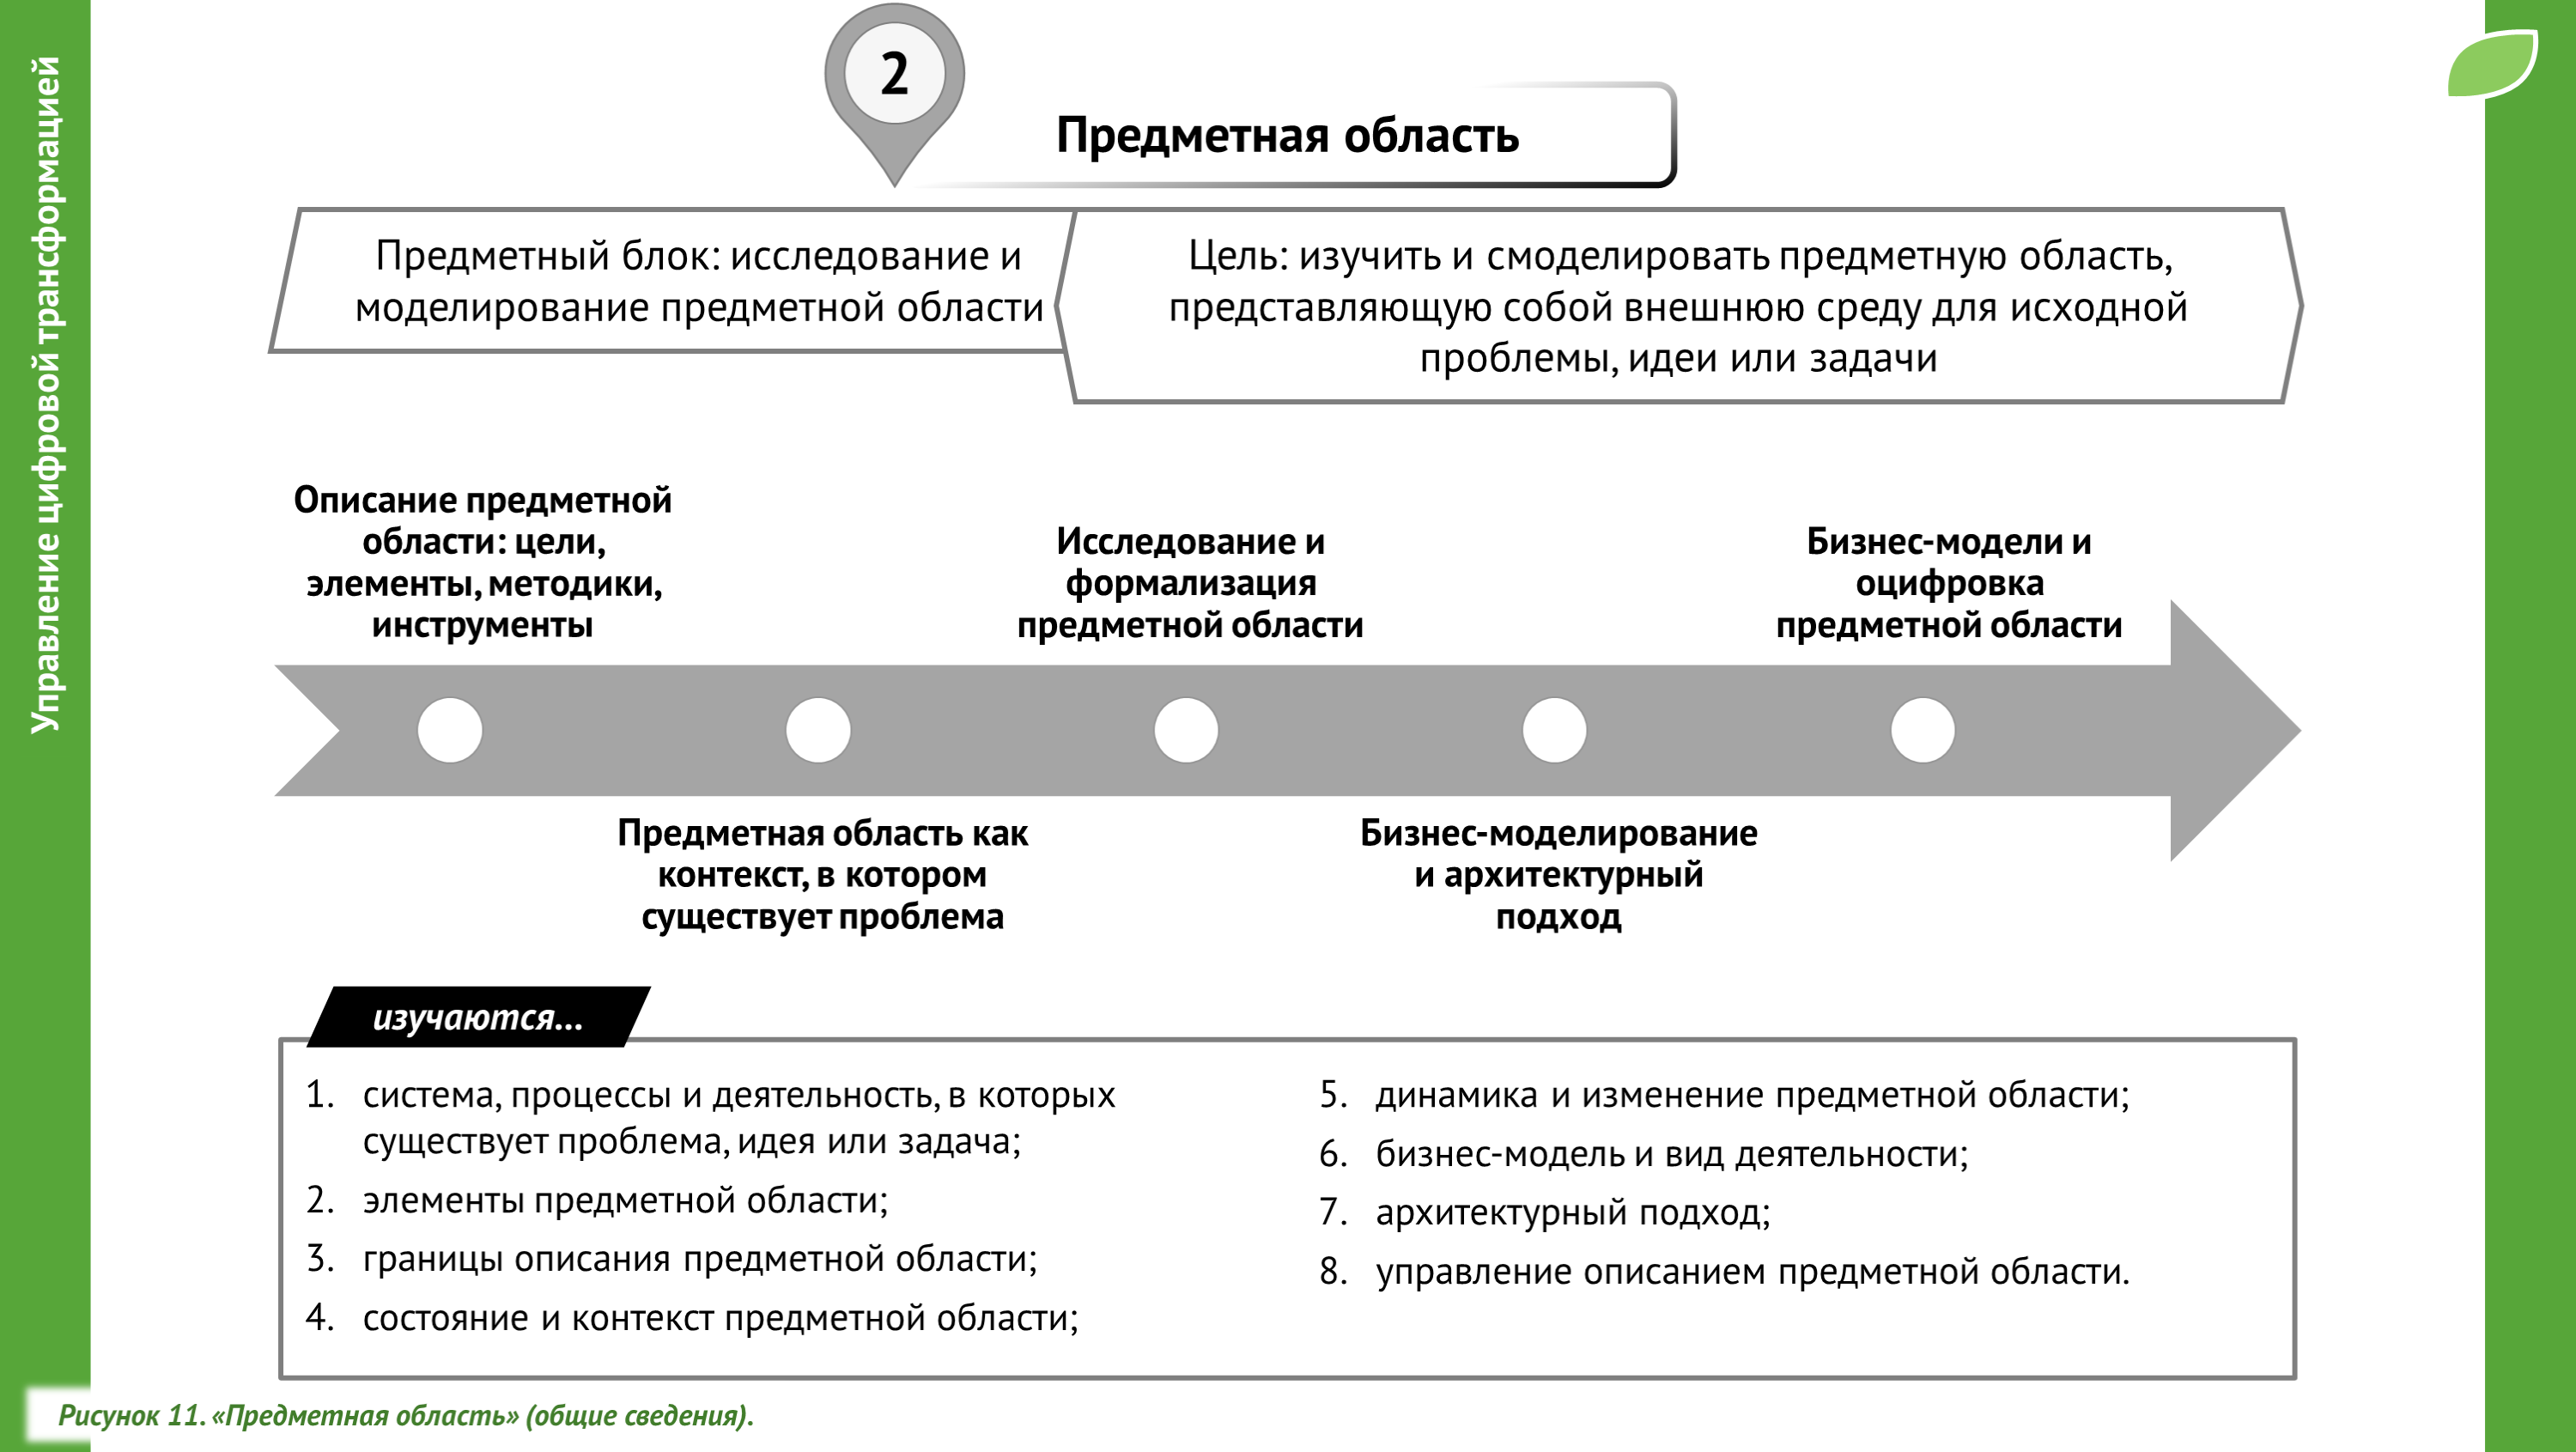 Управление цифровой трансформацией
2
Предметная область
Предметный блок: исследование и
моделирование предметной области
Цель: изучить и смоделировать предметную область,
представляющую собой внешнюю среду для исходной
проблемы, идеи или задачи
Описание предметной
области: цели,
элементы, методики,
инструменты
Предметная область как
контекст, в котором
существует проблема
Исследование и
формализация
предметной области
Бизнес-моделирование
и архитектурный
подход
Бизнес-модели и
оцифровка
предметной области
изучаются...
1. система, процессы и деятельность, в которых
существует проблема, идея или задача;
2. элементы предметной области;
3. границы описания предметной области;
4. состояние и контекст предметной области;
5. динамика и изменение предметной области;
6. бизнес-модель и вид деятельности;
7. архитектурный подход;
8. управление описанием предметной области.
Рисунок 11. «Предметная область» (общие сведения).